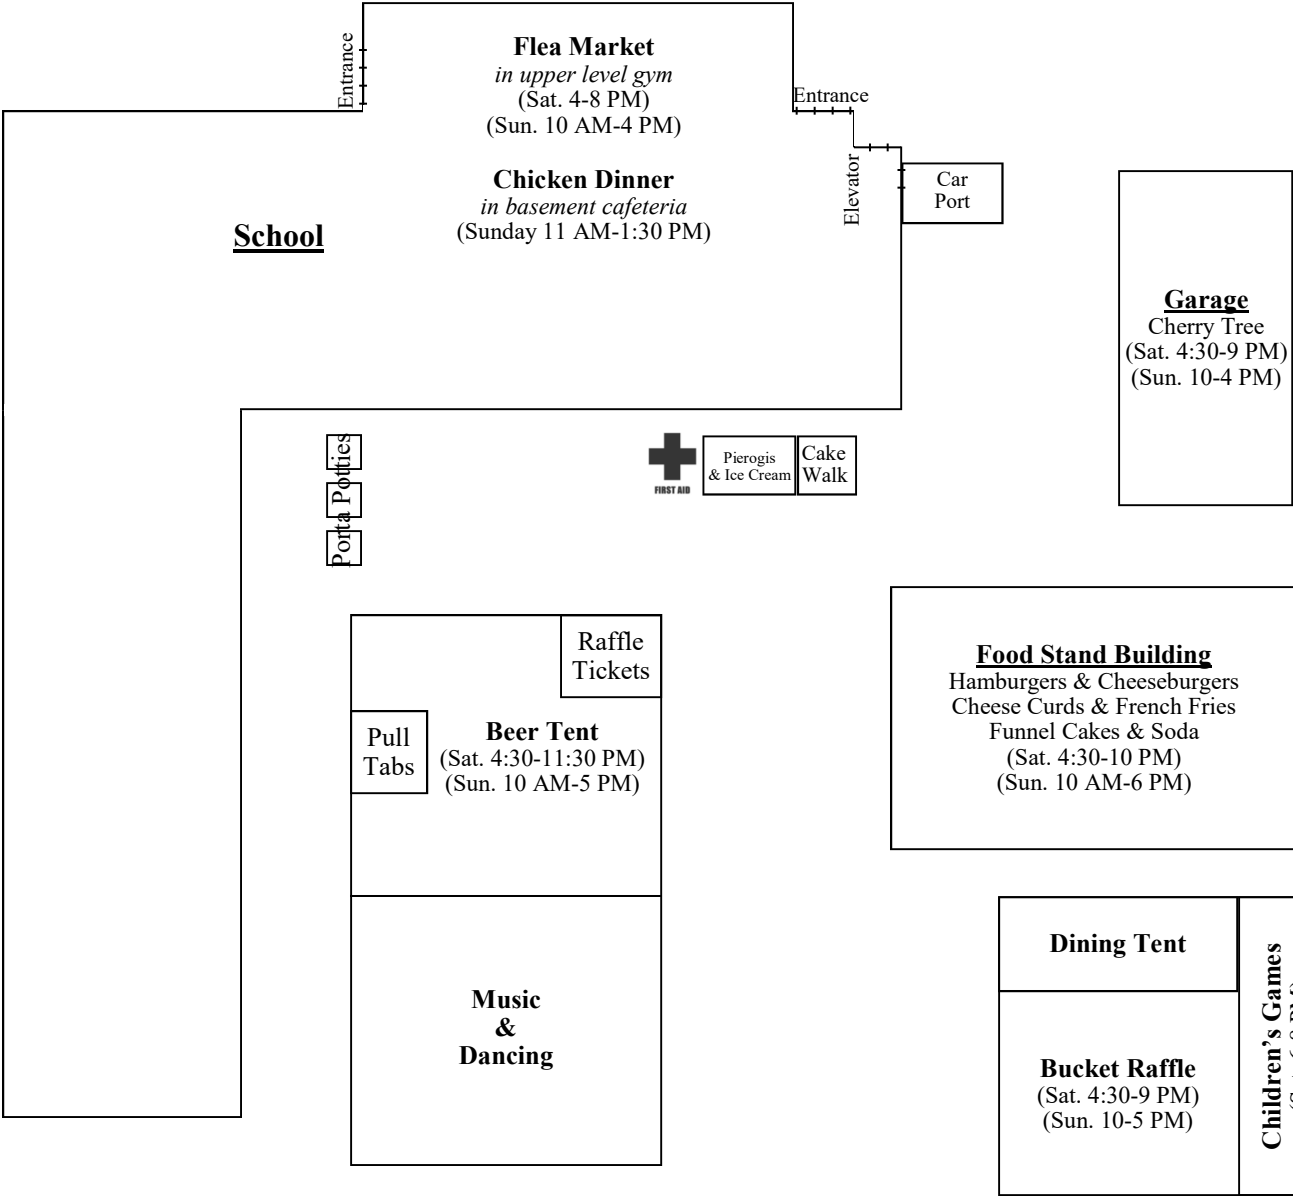 Entrance
Flea Market
in upper level gym
(Sat. 4-8 PM)
(Sun. 10 AM-4 PM)
Entrance
Chicken Dinner
in basement cafeteria
(Sunday 11 AM-1:30 PM)
Elevator
Car
Port
School
Garage
Cherry Tree
(Sat. 4:30-9 PM)
(Sun. 10-4 PM)
Porta Potties
FIRST AID
Pierogis
& Ice Cream
Cake
Walk
Raffle
Tickets
Pull
Tabs
Beer Tent
(Sat. 4:30-11:30 PM)
(Sun. 10 AM-5 PM)
Food Stand Building
Hamburgers & Cheeseburgers
Cheese Curds & French Fries
Funnel Cakes & Soda
(Sat. 4:30-10 PM)
(Sun. 10 AM-6 PM)
Music
&
Dancing
Dining Tent
Bucket Raffle
(Sat. 4:30-9 PM)
(Sun. 10-5 PM)
Children's Games